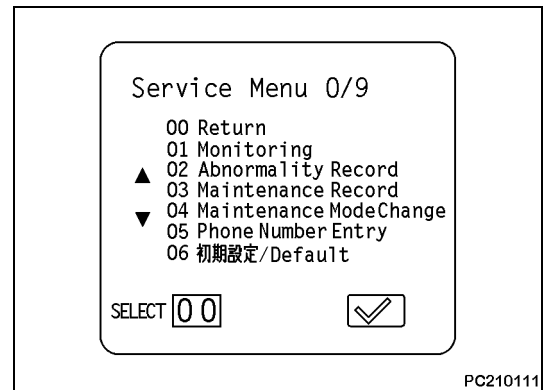 Service Menu 0/9
00 Return
01 Monitoring
02 Abnormality Record
03 Maintenance Record
04 Maintenance ModeChange
05 Phone Number Entry
06 初期設定/Default
SELECT 00
PC210111